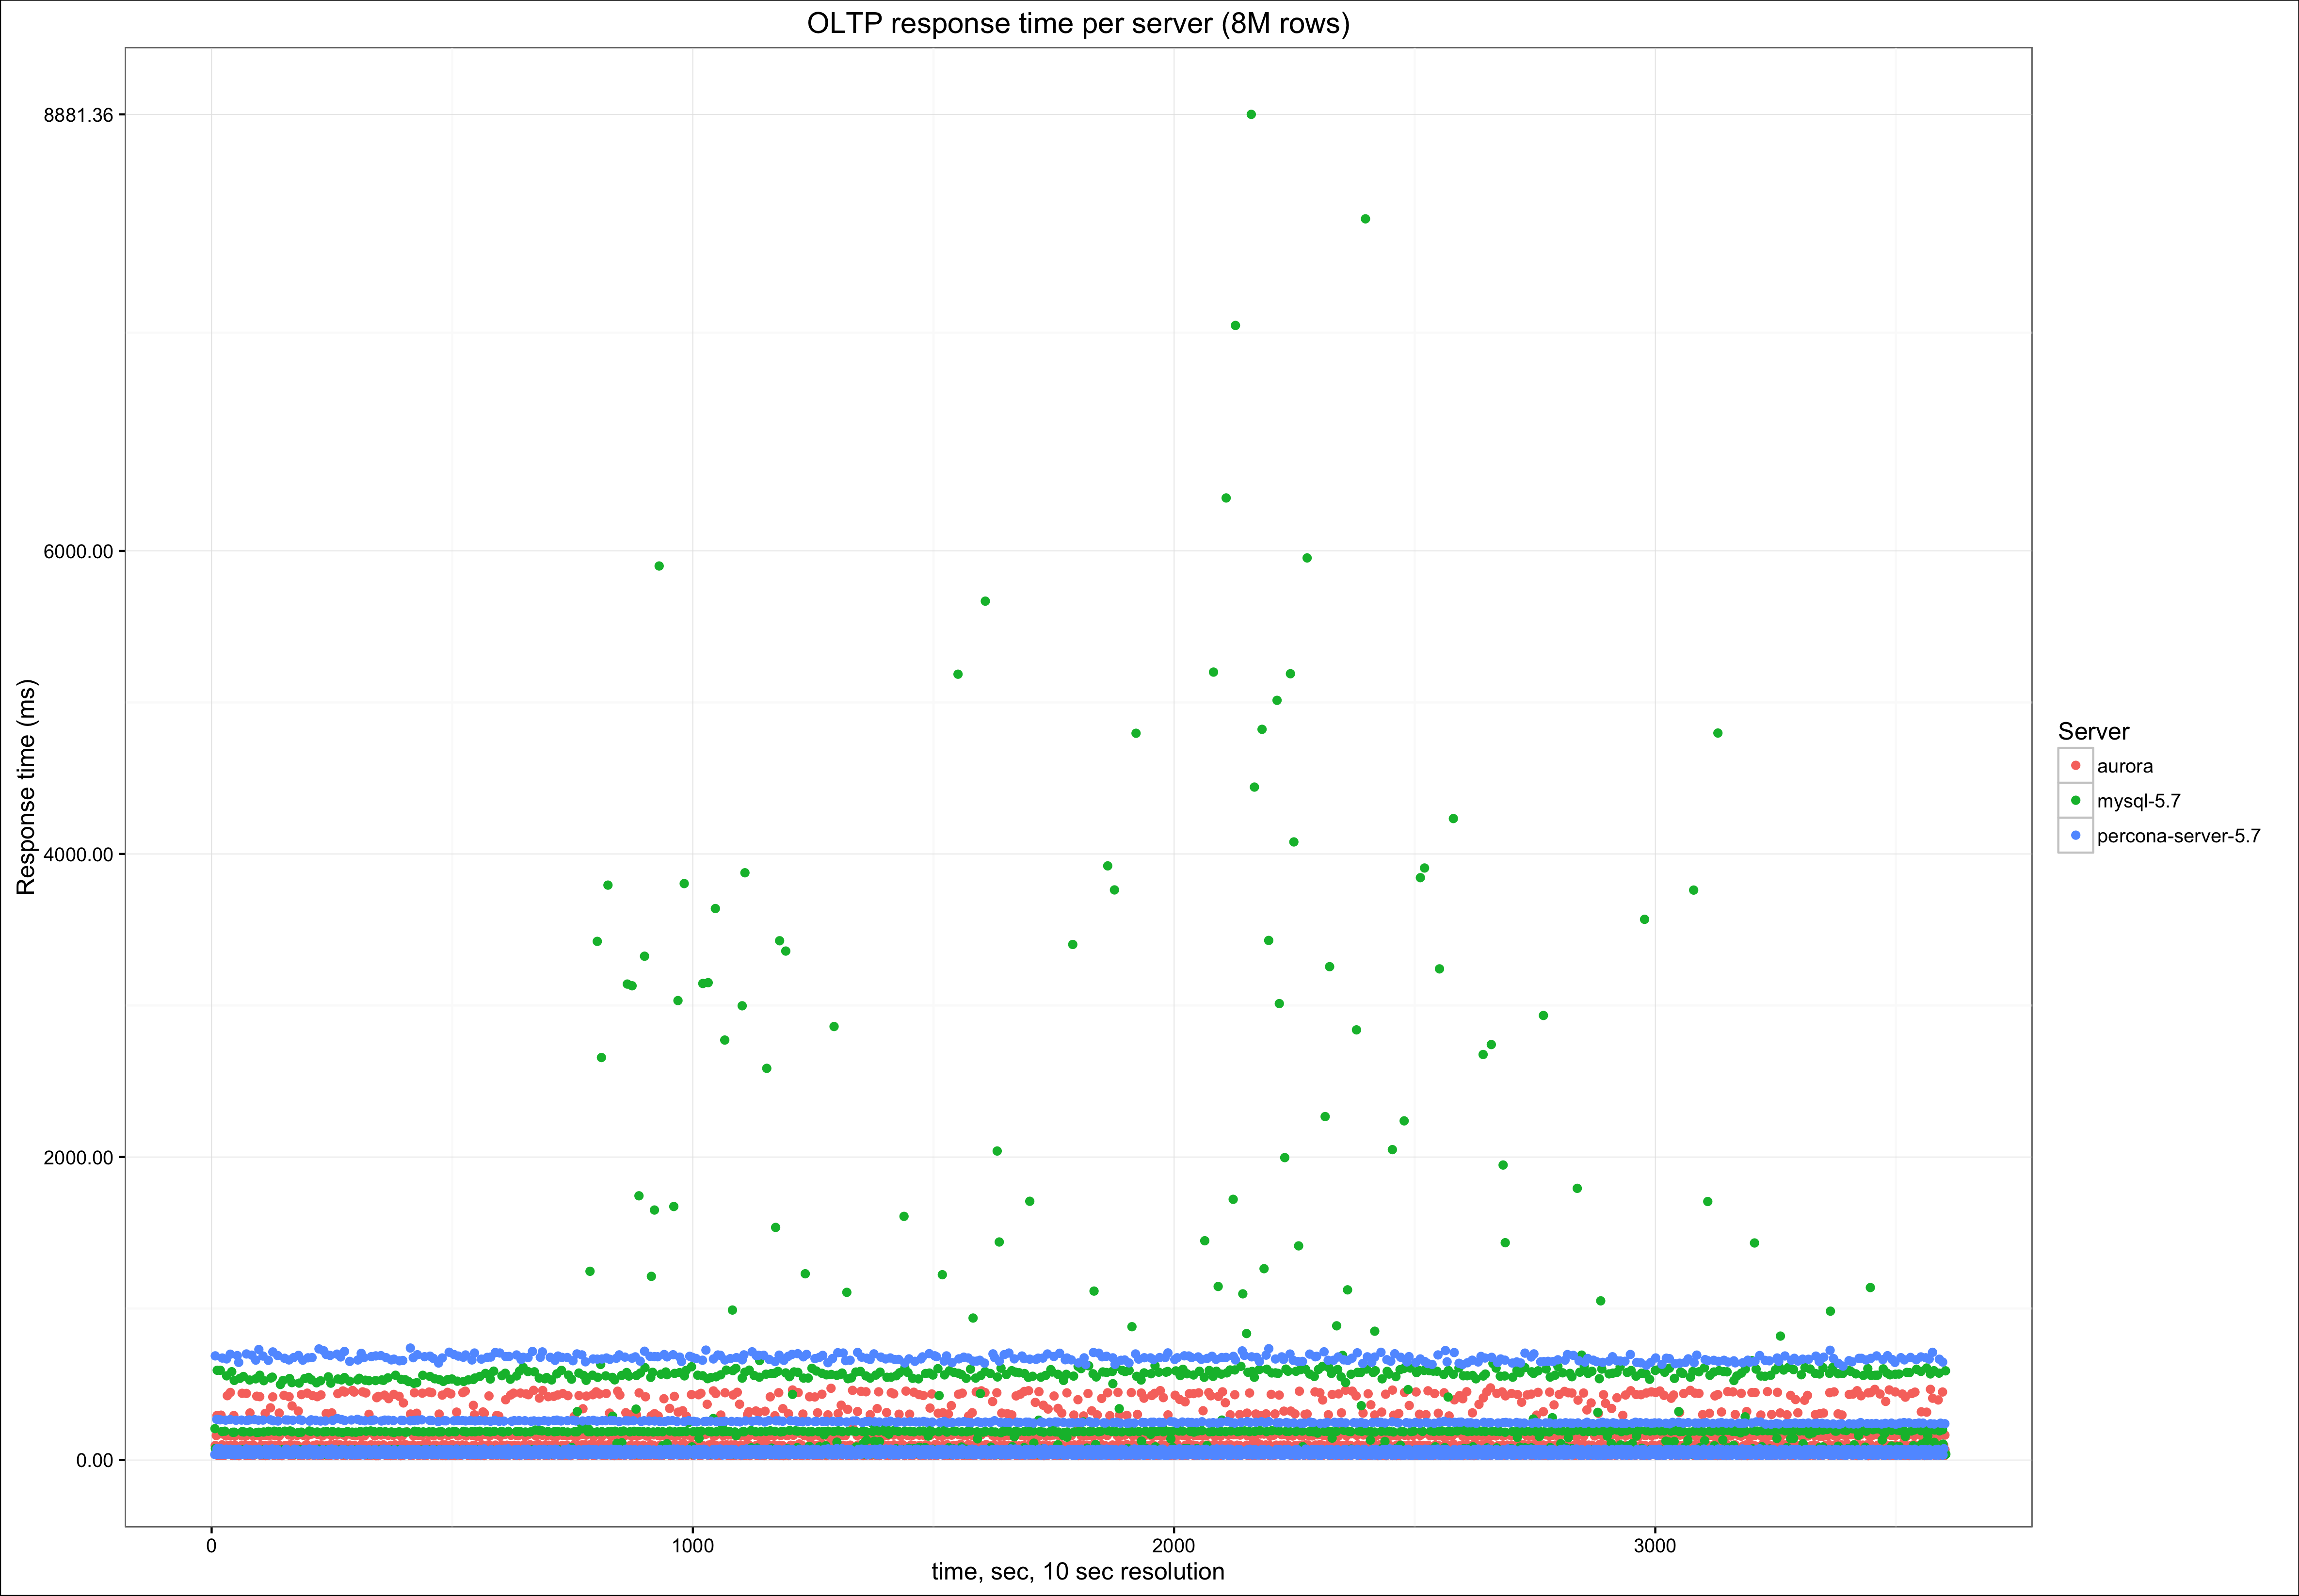 OLTP response time per server (8M rows)
8881.36
6000.00
4000.00
2000.00
0.00
Response time (ms)
0
1000
2000
3000
time, sec, 10 sec resolution
Server
aurora
mysql-5.7
percona-server-5.7